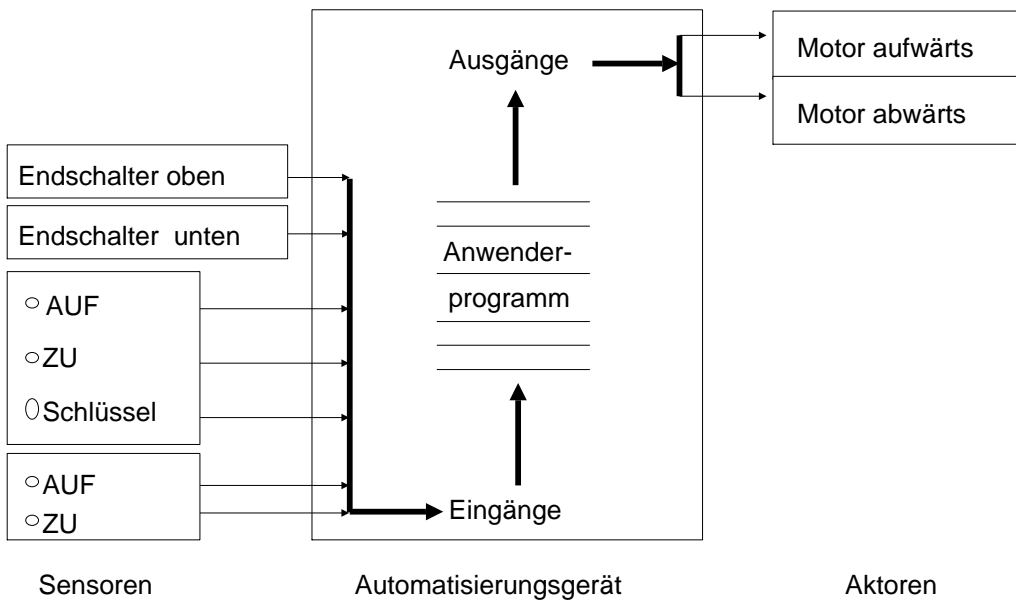 Ausgänge
Motor aufwärts
Motor abwärts
Endschalter oben
Endschalter unten
Anwender-
programm
AUF
ZU
Schlüssel
AUF
ZU
Eingänge
Sensoren
Automatisierungsgerät
Aktoren